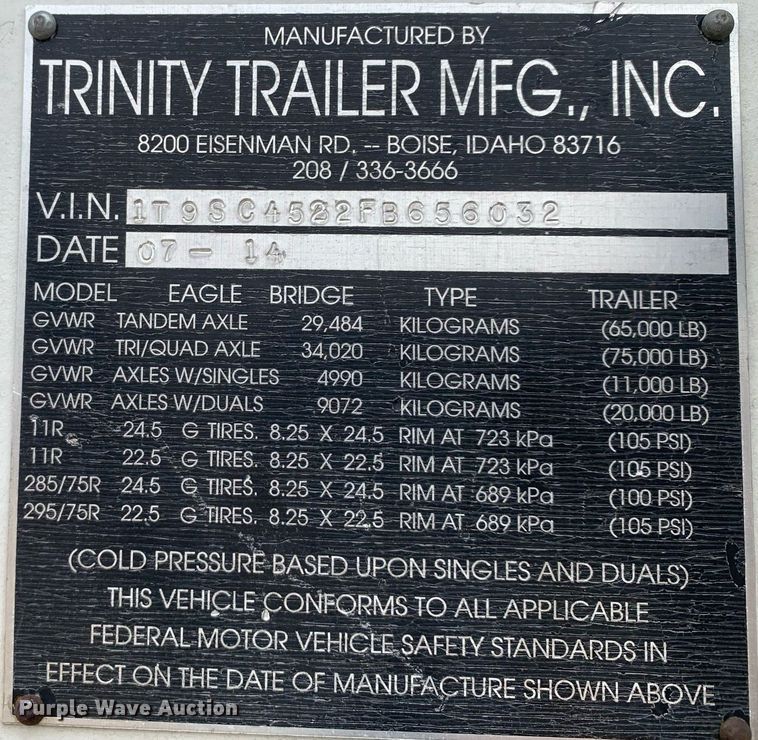 MANUFACTURED BY
TRINITY TRAILER MFG., INC.
8200 EISENMAN RD. -- BOISE, IDAHO 83716
208 / 336-3666
V.I.N. 1T9SC4522FB656032
DATE 07 - 14
MODEL EAGLE BRIDGE TYPE TRAILER
GVWR TANDEM AXLE 29,484 KILOGRAMS (65,000 LB)
GVWR TRI/QUAD AXLE 34,020 KILOGRAMS (75,000 LB)
GVWR AXLES W/SINGLES 4990 KILOGRAMS (11,000 LB)
GVWR AXLES W/DUALS 9072 KILOGRAMS (20,000 LB)
11R 24.5 G TIRES. 8.25 X 24.5 RIM AT 723 kPa (105 PSI)
11R 22.5 G TIRES. 8.25 X 22.5 RIM AT 723 kPa (105 PSI)
285/75R 24.5 G TIRES. 8.25 X 24.5 RIM AT 689 kPa (100 PSI)
295/75R 22.5 G TIRES. 8.25 X 22.5 RIM AT 689 kPa (105 PSI)
(COLD PRESSURE BASED UPON SINGLES AND DUALS)
THIS VEHICLE CONFORMS TO ALL APPLICABLE
FEDERAL MOTOR VEHICLE SAFETY STANDARDS IN
EFFECT ON THE DATE OF MANUFACTURE SHOWN ABOVE
Purple Wave Auction